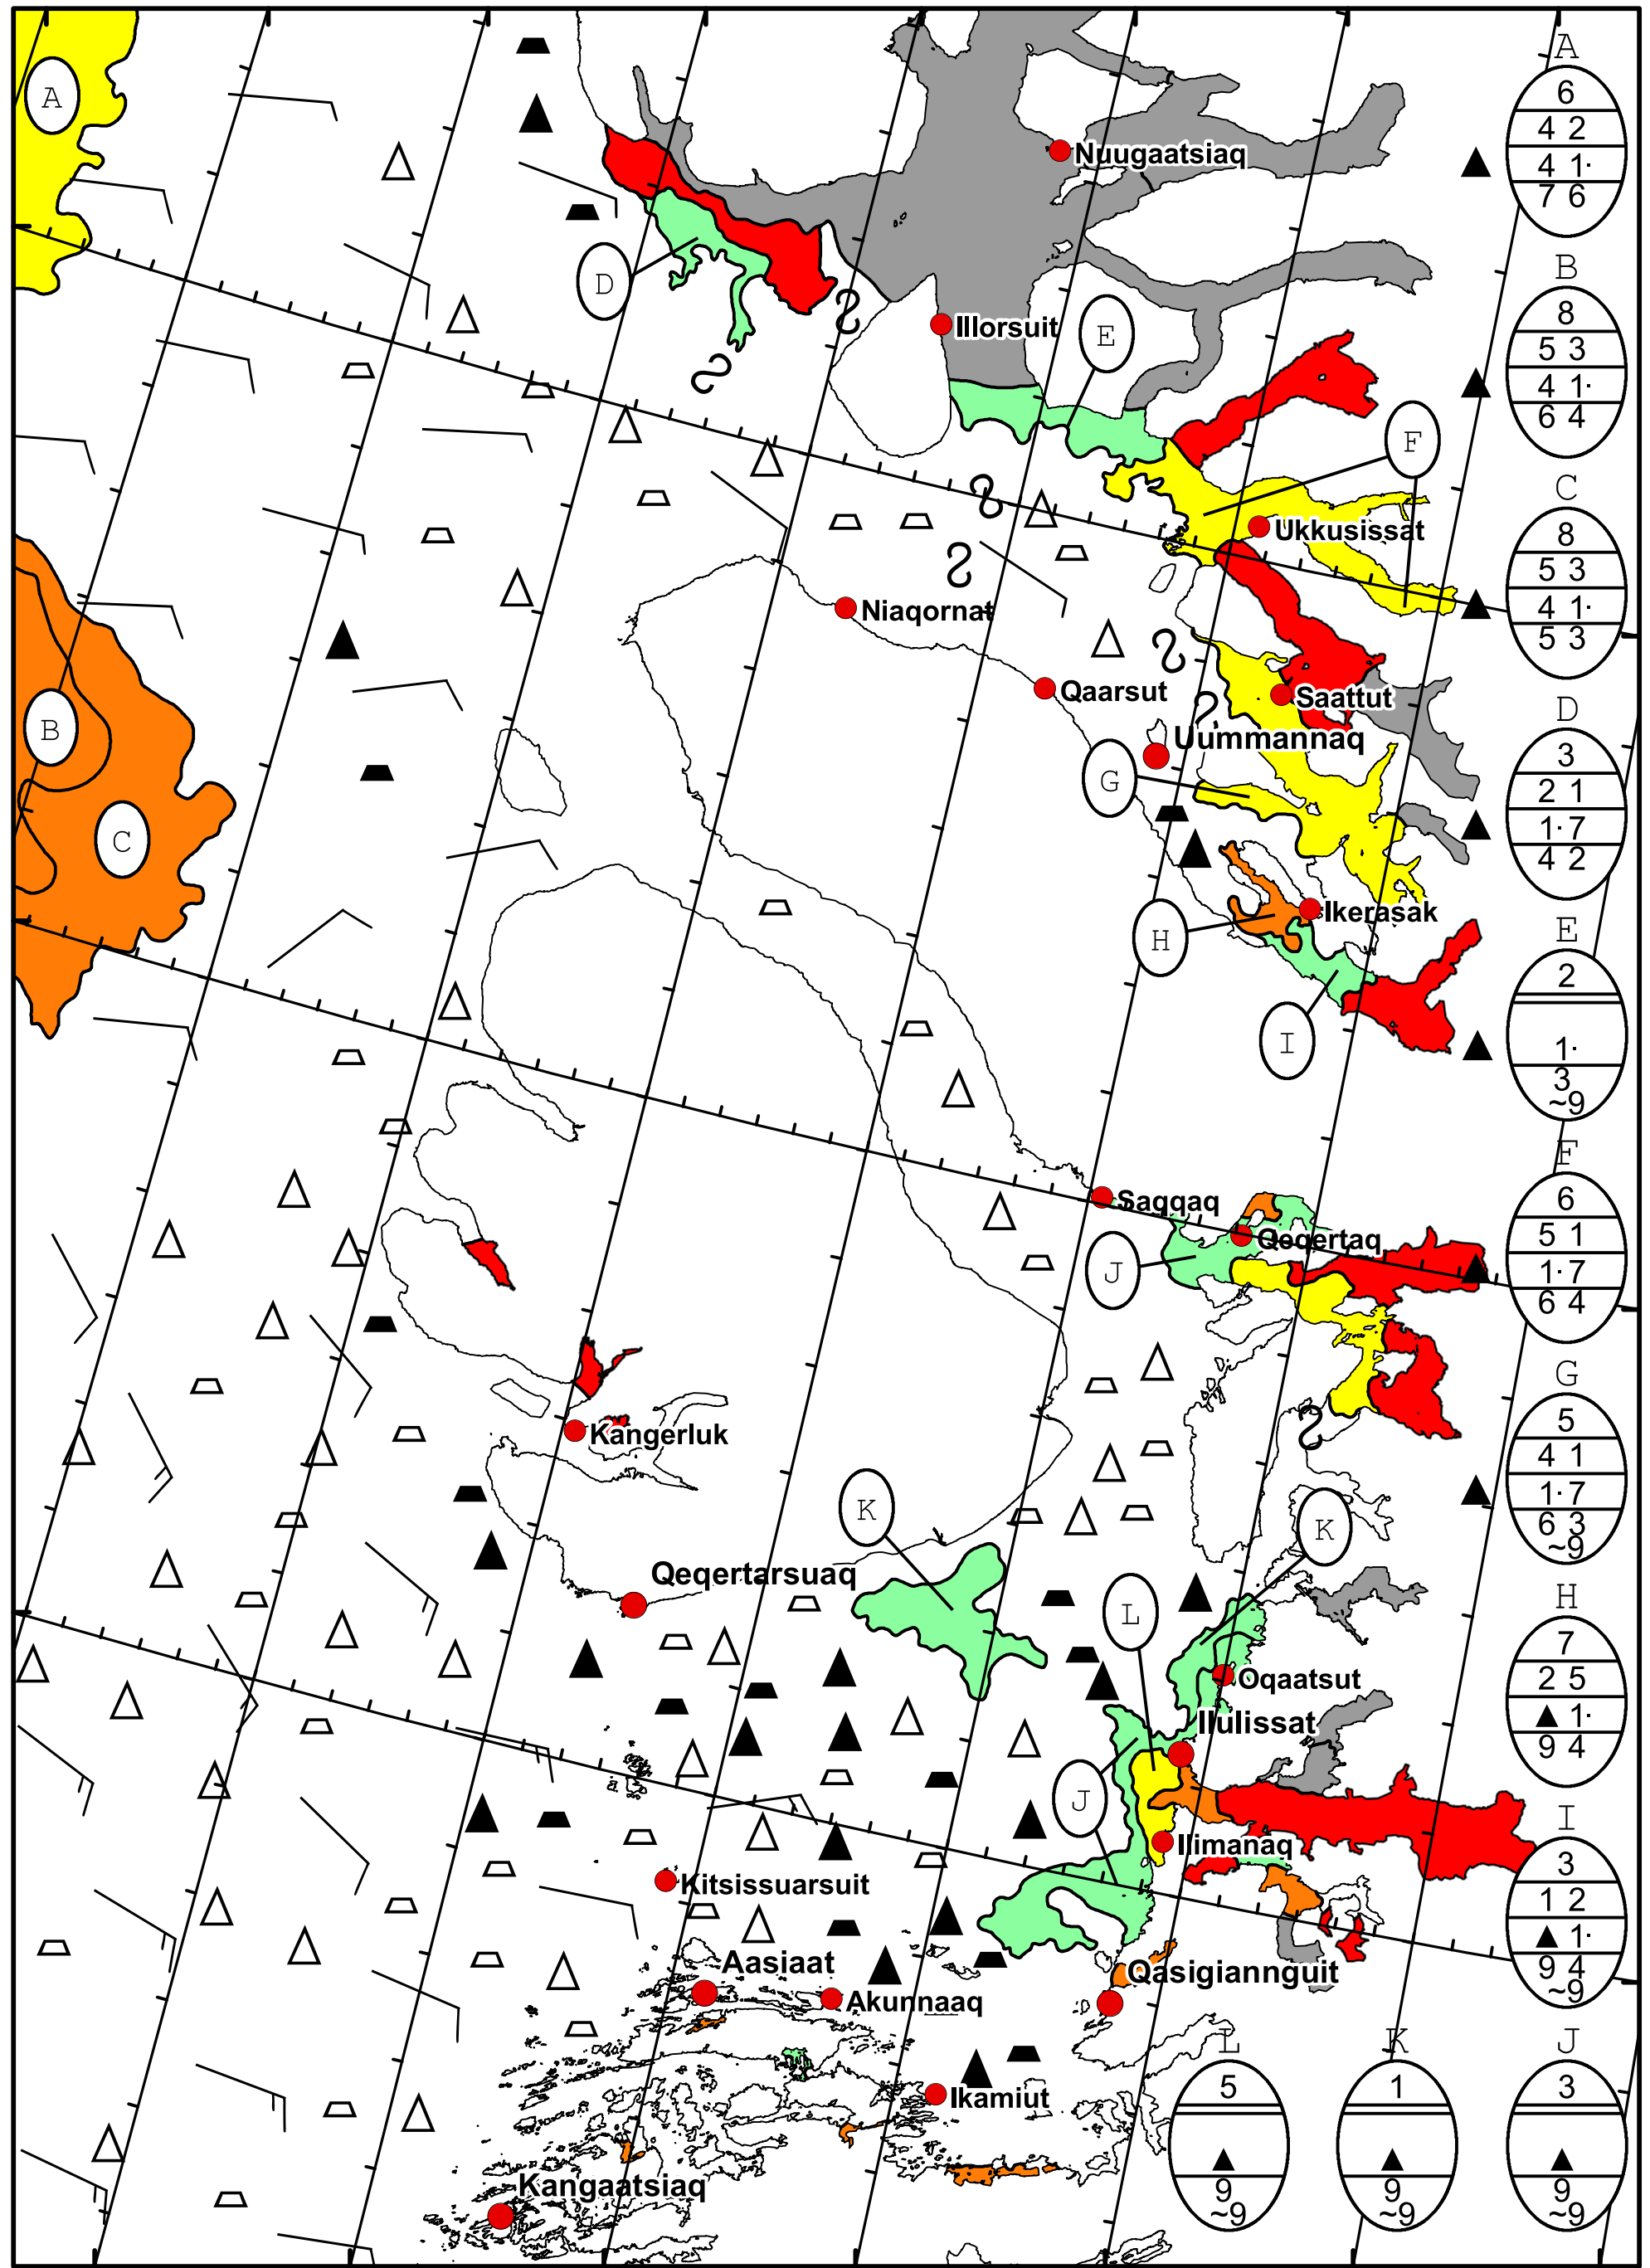 A
A
6
4 2
4 1·
7 6
Nuugaatsiaq
B
8
5 3
4 1·
6 4
D
Illorsuit
E
F
C
8
5 3
4 1·
5 3
Ukkusissat
Niaqornat
Qaarsut
Saattut
B
Uummannaq
G
D
3
2 1
1·7
4 2
C
H
Ikerasak
I
E
2
1·
3
~9
F
6
5 1
1·7
6 4
Saqqaq
Qeqertaq
J
G
5
4 1
1·7
6 3
~9
Kangerluk
K
K
Qeqertarsuaq
L
H
7
2 5
▲ 1·
9 4
Oqaatsut
Ilulissat
J
Ilimanaq
I
3
1 2
▲ 1·
9 4
~9
Kitsissuarsuit
Aasiaat
Akunnaaq
Qasigiannguit
Ikamiut
Kangaatsiaq
L
5
▲
9
~9
K
1
▲
9
~9
J
3
▲
9
~9